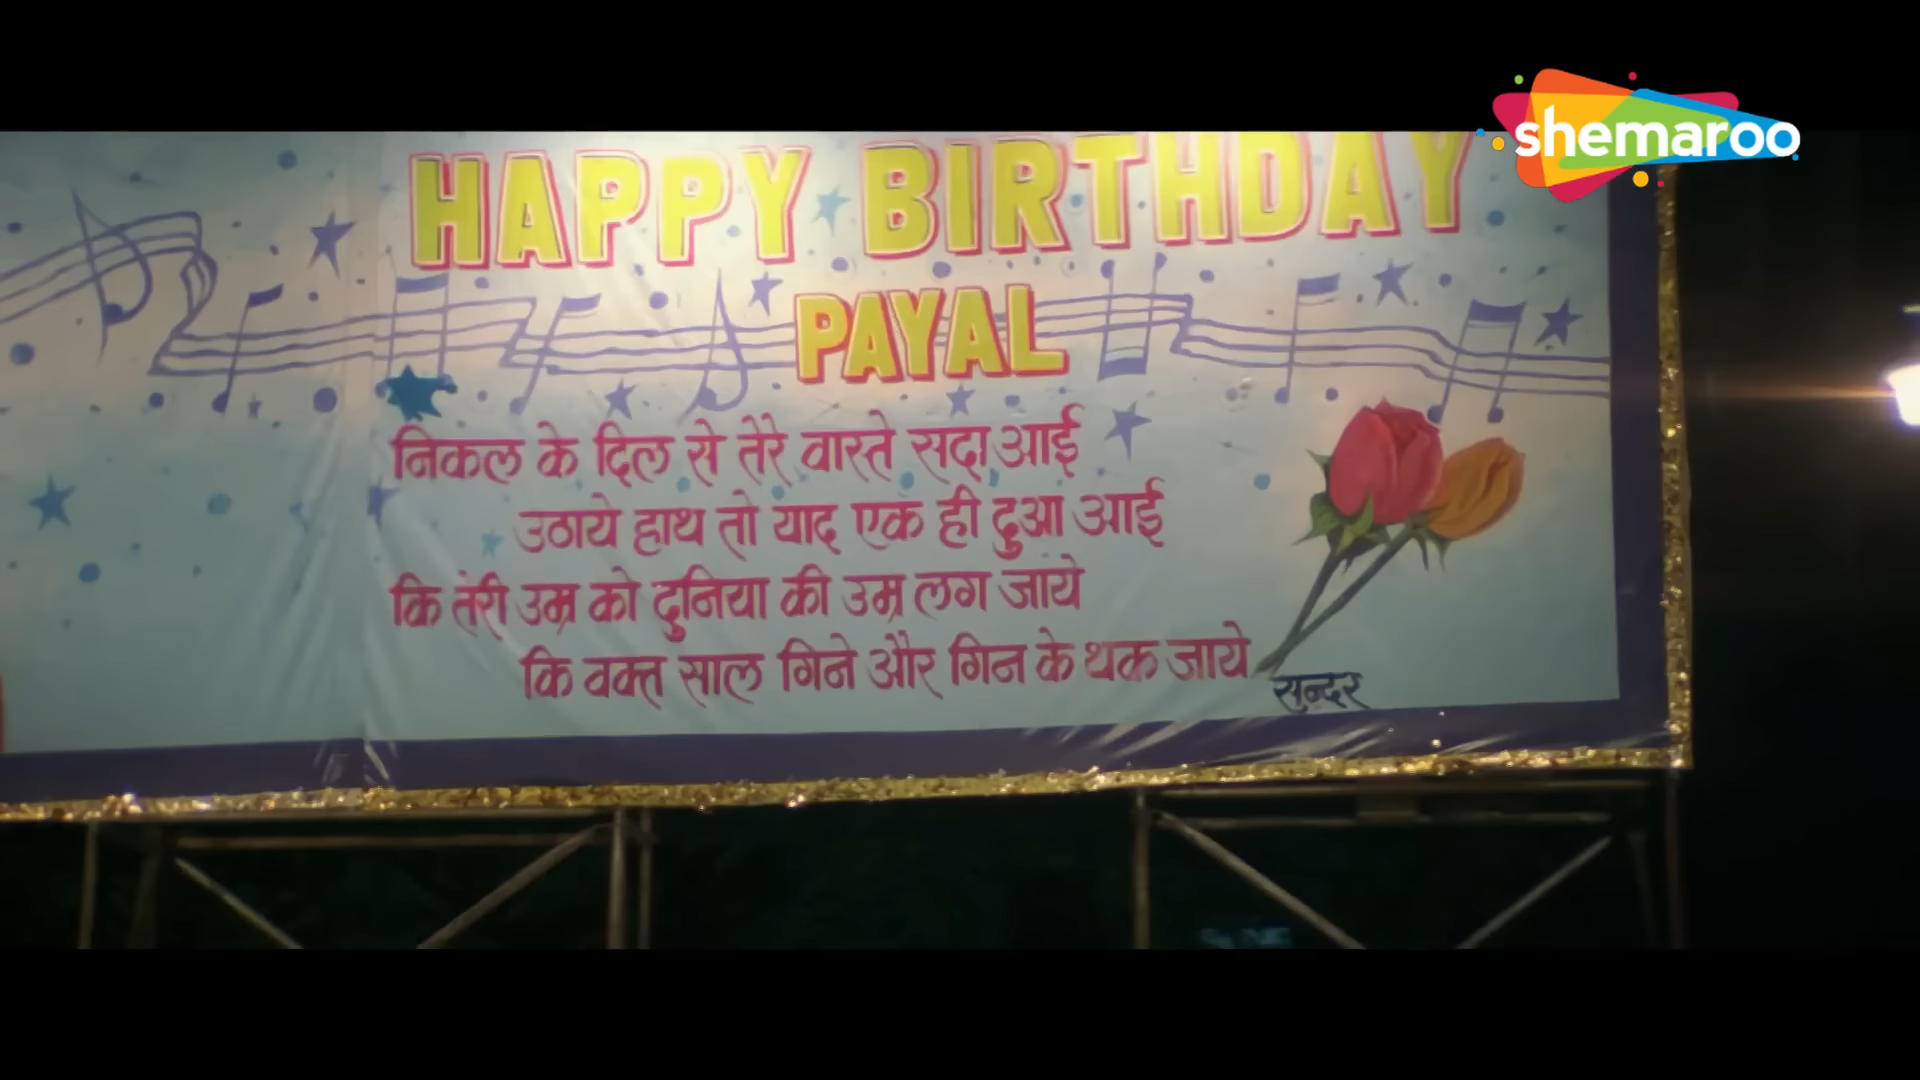 shemaroo
HAPPY BIRTHDAY
PAYAL
निकल के दिल से तेरे वास्ते सदा आई
उठाये हाथ तो याद एक ही दुआ आई
कि तेरी उम्र को दुनिया की उम्र लग जाये
कि वक्त साल गिने और गिन के थक जाये
सुन्दर